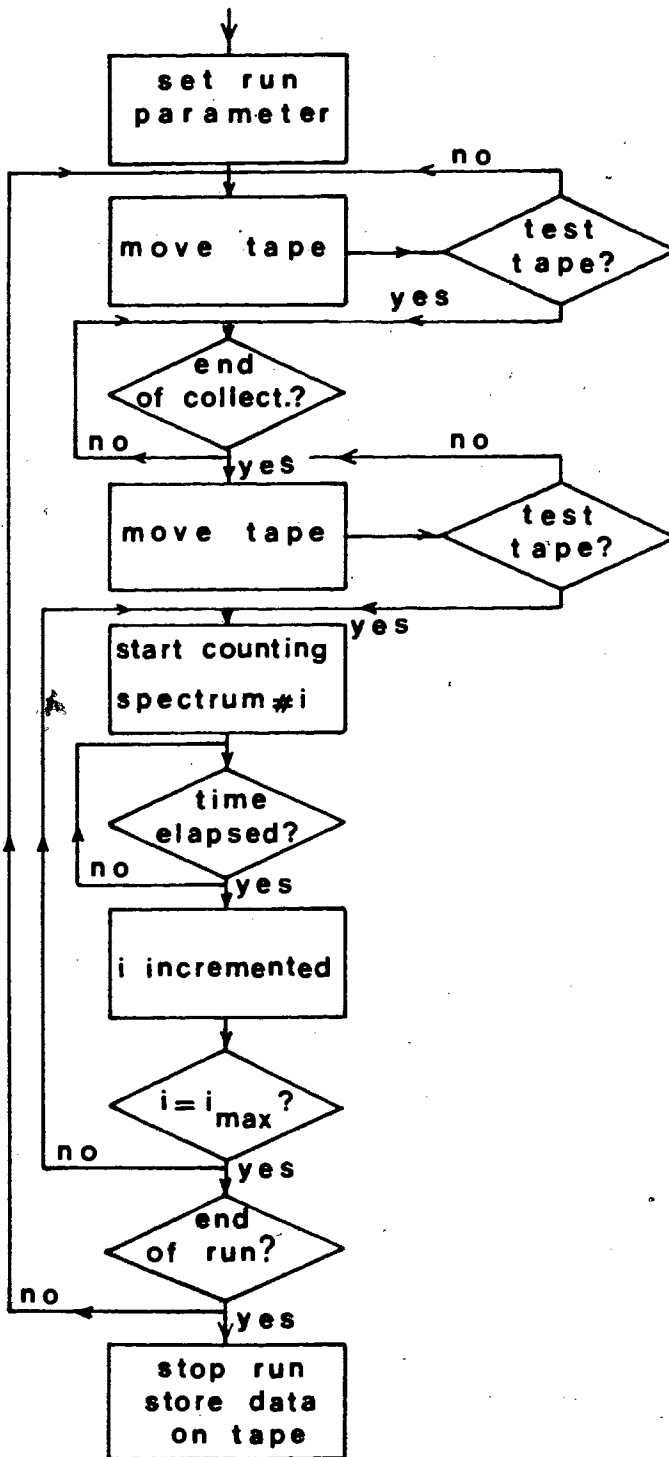 set run
parameter
no
move tape
test
tape?
yes
end
of collect.?
no
yes
no
move tape
test
tape?
yes
start counting
spectrum#i
time
elapsed?
no
yes
i incremented
i=i max?
no
yes
end
of run?
no
yes
stop run
store data
on tape